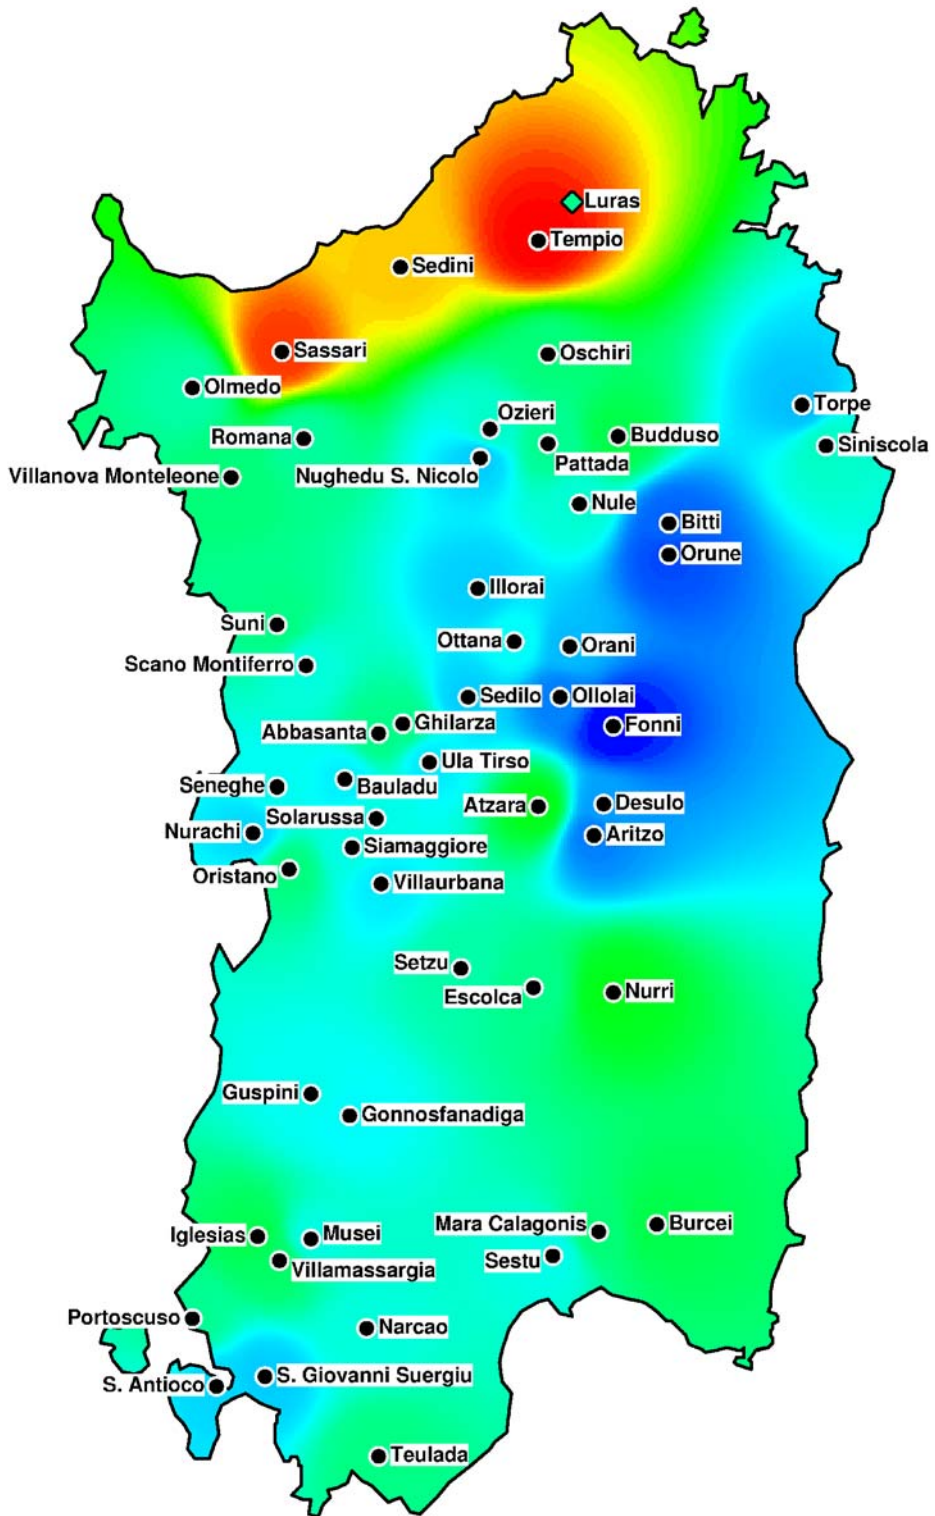 Luras
Tempio
Sedini
Sassari
Oschiri
Olmedo
Torpe
Ozieri
Romana
Budduso
Siniscola
Pattada
Villanova Monteleone
Nughedu S. Nicolo
Nule
Bitti
Orune
Illorai
Suni
Ottana
Orani
Scano Montiferro
Sedilo
Ollolai
Ghilarza
Fonni
Abbasanta
Ula Tirso
Seneghe
Bauladu
Atzara
Desulo
Solarussa
Nurachi
Aritzo
Siamaggiore
Oristano
Villaurbana
Setzu
Escolca
Nurri
Guspini
Gonnosfanadiga
Iglesias
Musei
Mara Calagonis
Burcei
Sestu
Villamassargia
Portoscuso
Narcao
S. Antioco
S. Giovanni Suergiu
Teulada